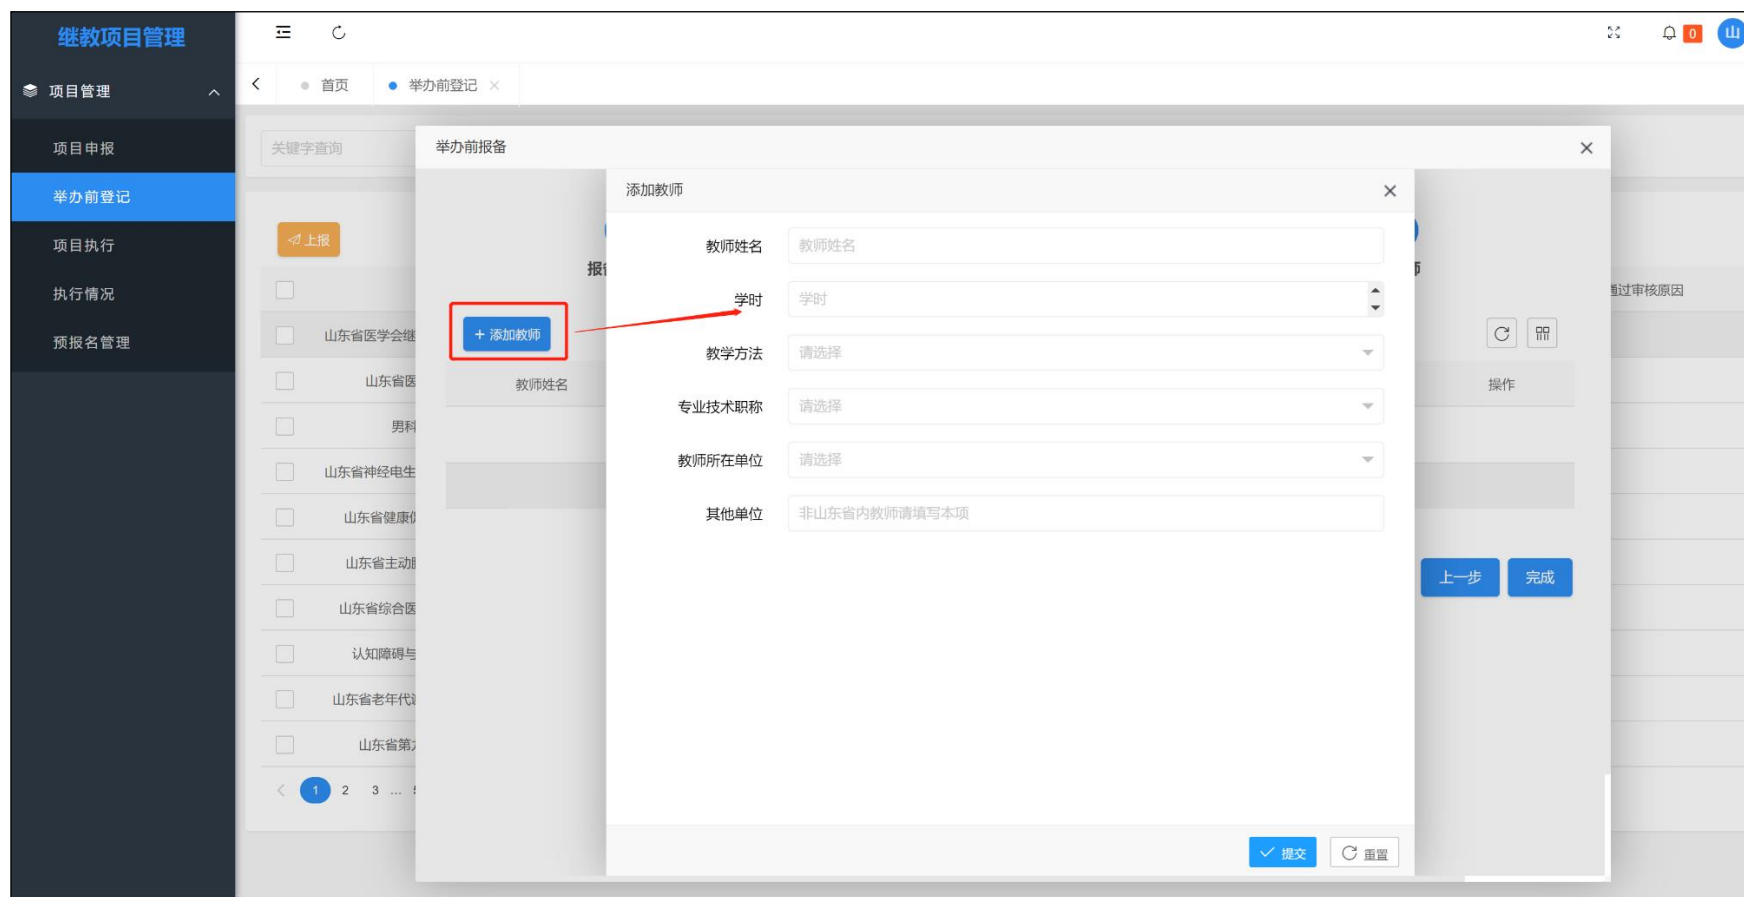 继教项目管理
0
山
项目管理
首页
举办前登记
项目申报
举办前登记
项目执行
执行情况
预报名管理
关键字查询
举办前报备
上报
添加教师
教师姓名
教师姓名
学时
学时
教学方法
请选择
专业技术职称
请选择
教师所在单位
请选择
其他单位
非山东省内教师请填写本项
提交
重置
报
师
+ 添加教师
教师姓名
操作
上一步
完成
通过审核原因
山东省医学会继
山东省医
男科
山东省神经电生
山东省健康促
山东省主动
山东省综合医
认知障碍与
山东省老年代
山东省第
1 2 3 ...